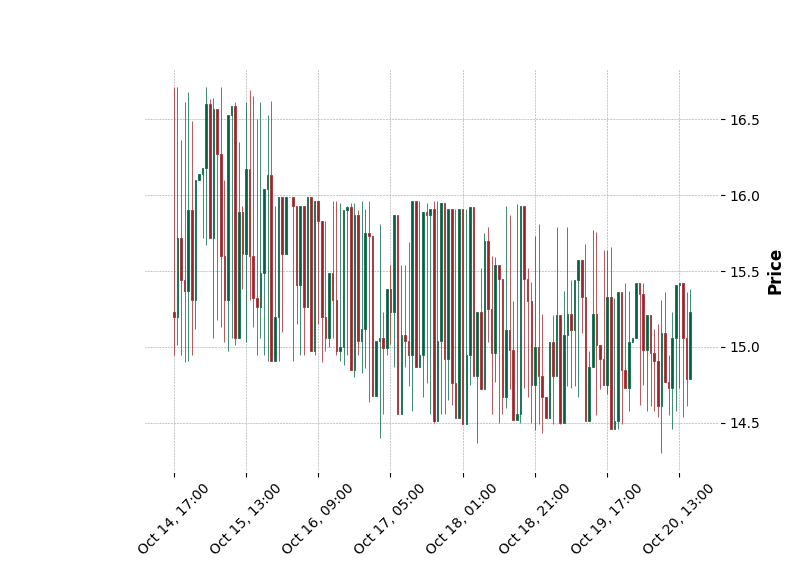 16.5
16.0
15.5
15.0
14.5
Price
Oct 14, 17:00
Oct 15, 13:00
Oct 16, 09:00
Oct 17, 05:00
Oct 18, 01:00
Oct 18, 21:00
Oct 19, 17:00
Oct 20, 13:00